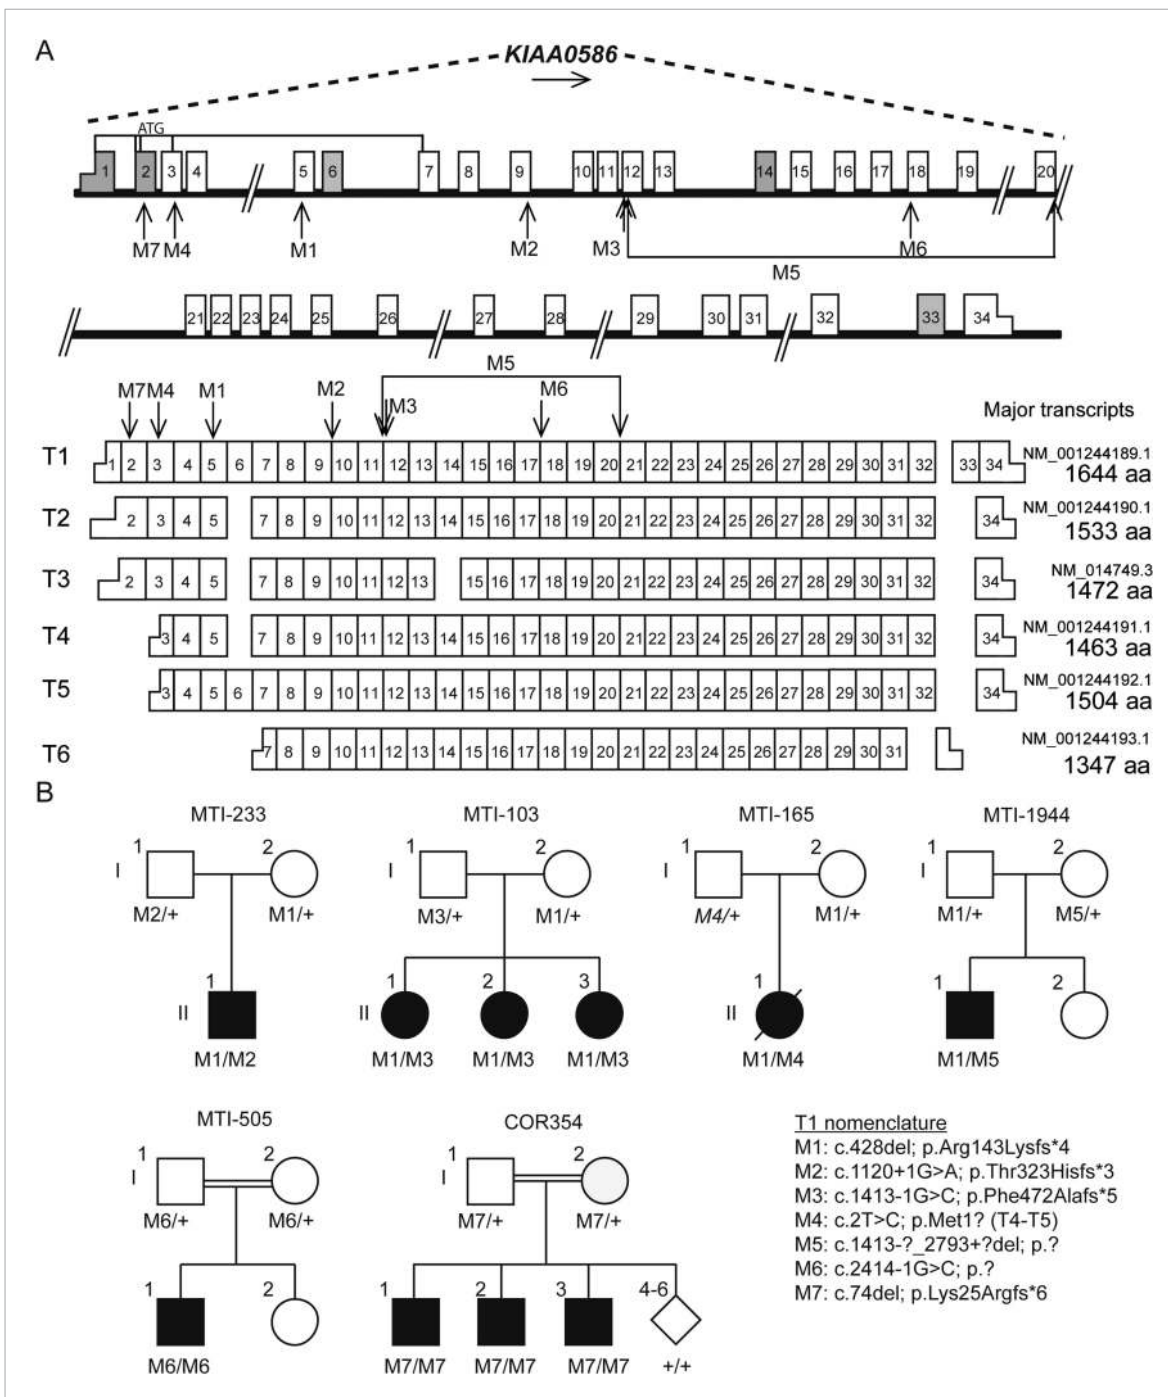 A
KIAA0586
ATG
1 2 3 4 5 6 7 8 9 10 11 12 13 14 15 16 17 18 19 20
M7 M4 M1 M2 M3 M6
M5
21 22 23 24 25 26 27 28 29 30 31 32 33 34
M5
M7 M4 M1 M2 M3 M6
Major transcripts
T1 1 2 3 4 5 6 7 8 9 10 11 12 13 14 15 16 17 18 19 20 21 22 23 24 25 26 27 28 29 30 31 32 33 34 NM_001244189.1
1644 aa
T2 2 3 4 5 7 8 9 10 11 12 13 14 15 16 17 18 19 20 21 22 23 24 25 26 27 28 29 30 31 32 34 NM_001244190.1
1533 aa
T3 2 3 4 5 7 8 9 10 11 12 13 15 16 17 18 19 20 21 22 23 24 25 26 27 28 29 30 31 32 34 NM_014749.3
1472 aa
T4 3 4 5 7 8 9 10 11 12 13 14 15 16 17 18 19 20 21 22 23 24 25 26 27 28 29 30 31 32 34 NM_001244191.1
1463 aa
T5 3 4 5 6 7 8 9 10 11 12 13 14 15 16 17 18 19 20 21 22 23 24 25 26 27 28 29 30 31 32 34 NM_001244192.1
1504 aa
T6 7 8 9 10 11 12 13 14 15 16 17 18 19 20 21 22 23 24 25 26 27 28 29 30 31 NM_001244193.1
1347 aa
B
MTI-233 MTI-103 MTI-165 MTI-1944
1 2 1 2 1 2 1 2
I I I I
M2/+ M1/+ M3/+ M1/+ M4/+ M1/+ M1/+ M5/+
1 1 2 3 1 1 2
II II II II
M1/M2 M1/M3 M1/M3 M1/M3 M1/M4 M1/M5
MTI-505 COR354
1 2 1 2
I I
M6/+ M6/+ M7/+ M7/+
1 2 1 2 3 4-6
M6/M6 M7/M7 M7/M7 M7/M7 +/+
T1 nomenclature
M1: c.428del; p.Arg143Lysfs*4
M2: c.1120+1G>A; p.Thr323Hisfs*3
M3: c.1413-1G>C; p.Phe472Alafs*5
M4: c.2T>C; p.Met1? (T4-T5)
M5: c.1413-?_2793+?del; p.?
M6: c.2414-1G>C; p.?
M7: c.74del; p.Lys25Argfs*6